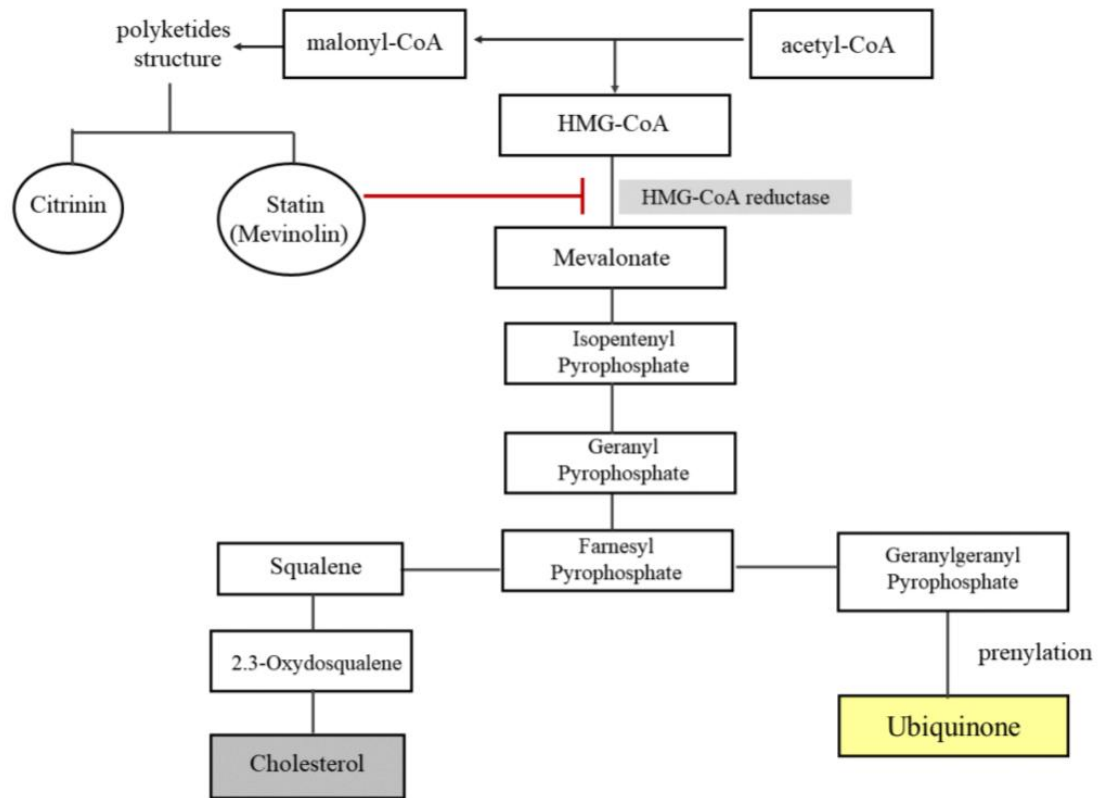 polyketides
structure
malonyl-CoA
acetyl-CoA
HMG-CoA
Citrinin
Statin
(Mevinolin)
HMG-CoA reductase
Mevalonate
Isopentenyl
Pyrophosphate
Geranyl
Pyrophosphate
Squalene
Farnesyl
Pyrophosphate
Geranylgeranyl
Pyrophosphate
2.3-Oxydosqualene
prenylation
Cholesterol
Ubiquinone